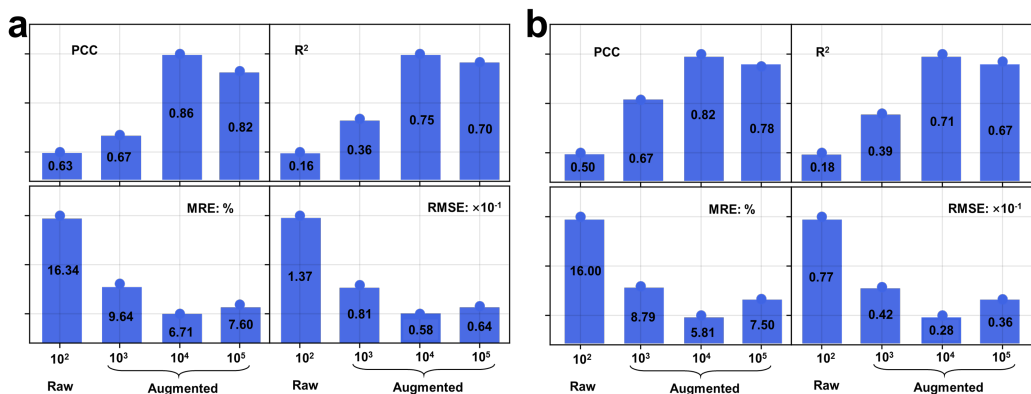 a
PCC
0.63
0.67
0.86
0.82
R²
0.16
0.36
0.75
0.70
MRE: %
16.34
9.64
6.71
7.60
RMSE: ×10⁻¹
1.37
0.81
0.58
0.64
10² 10³ 10⁴ 10⁵ 10² 10³ 10⁴ 10⁵
Raw Augmented Raw Augmented
b
PCC
0.50
0.67
0.82
0.78
R²
0.18
0.39
0.71
0.67
MRE: %
16.00
8.79
5.81
7.50
RMSE: ×10⁻¹
0.77
0.42
0.28
0.36
10² 10³ 10⁴ 10⁵ 10² 10³ 10⁴ 10⁵
Raw Augmented Raw Augmented